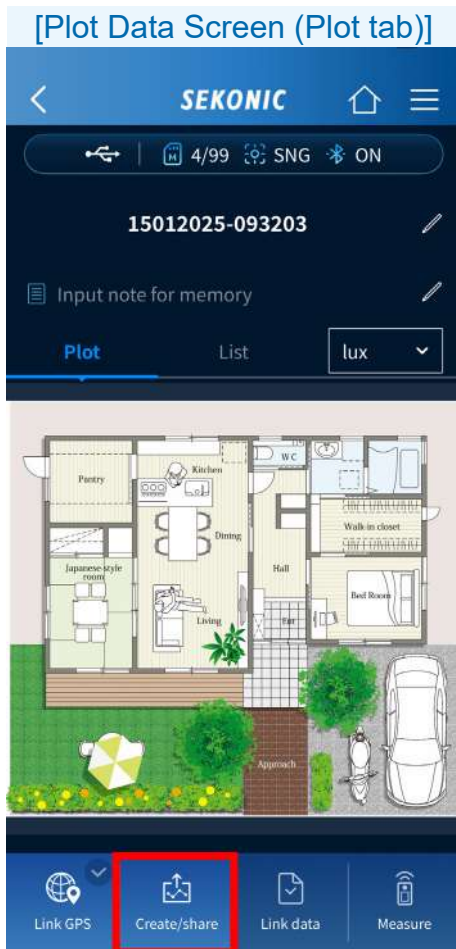 [Plot Data Screen (Plot tab)]
SEKONIC
4/99 SNG ON
15012025-093203
Input note for memory
Plot List lux
Kitchen
WC
Pantry
Walk-in closet
Dining
Japanese-style
room
Hall
Bed Room
Living
Ent
Approach
Link GPS Create/share Link data Measure